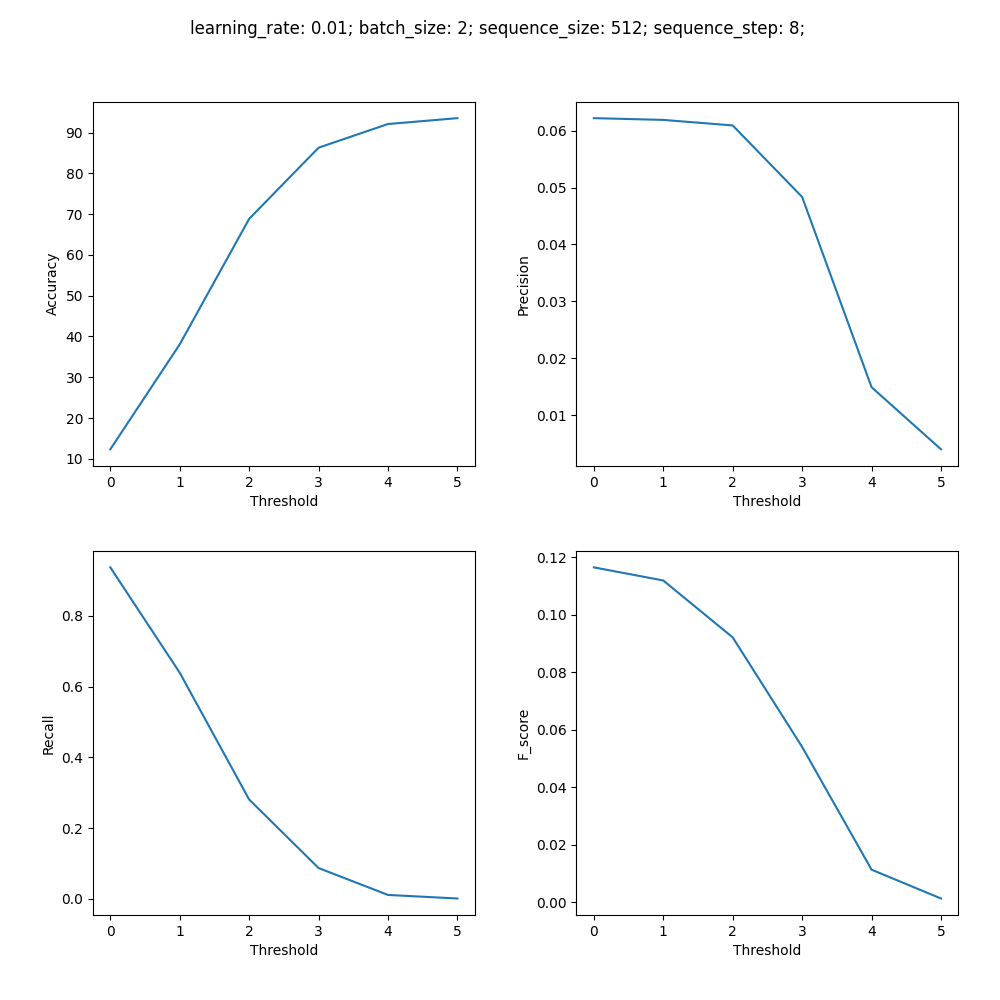 learning_rate: 0.01; batch_size: 2; sequence_size: 512; sequence_step: 8;
90
80
70
60
50
40
30
20
10
Accuracy
0 1 2 3 4 5
Threshold
0.06
0.05
0.04
0.03
0.02
0.01
Precision
0 1 2 3 4 5
Threshold
0.8
0.6
0.4
0.2
0.0
Recall
0 1 2 3 4 5
Threshold
0.12
0.10
0.08
0.06
0.04
0.02
0.00
F_score
0 1 2 3 4 5
Threshold